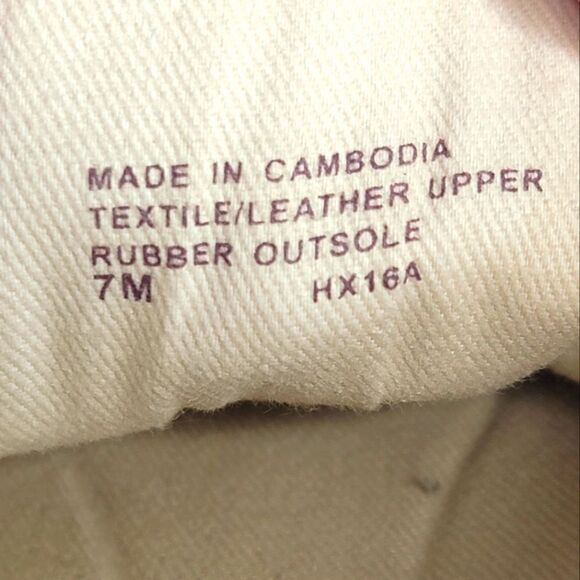 MADE IN CAMBODIA
TEXTILE/LEATHER UPPER
RUBBER OUTSOLE
7M HX16A